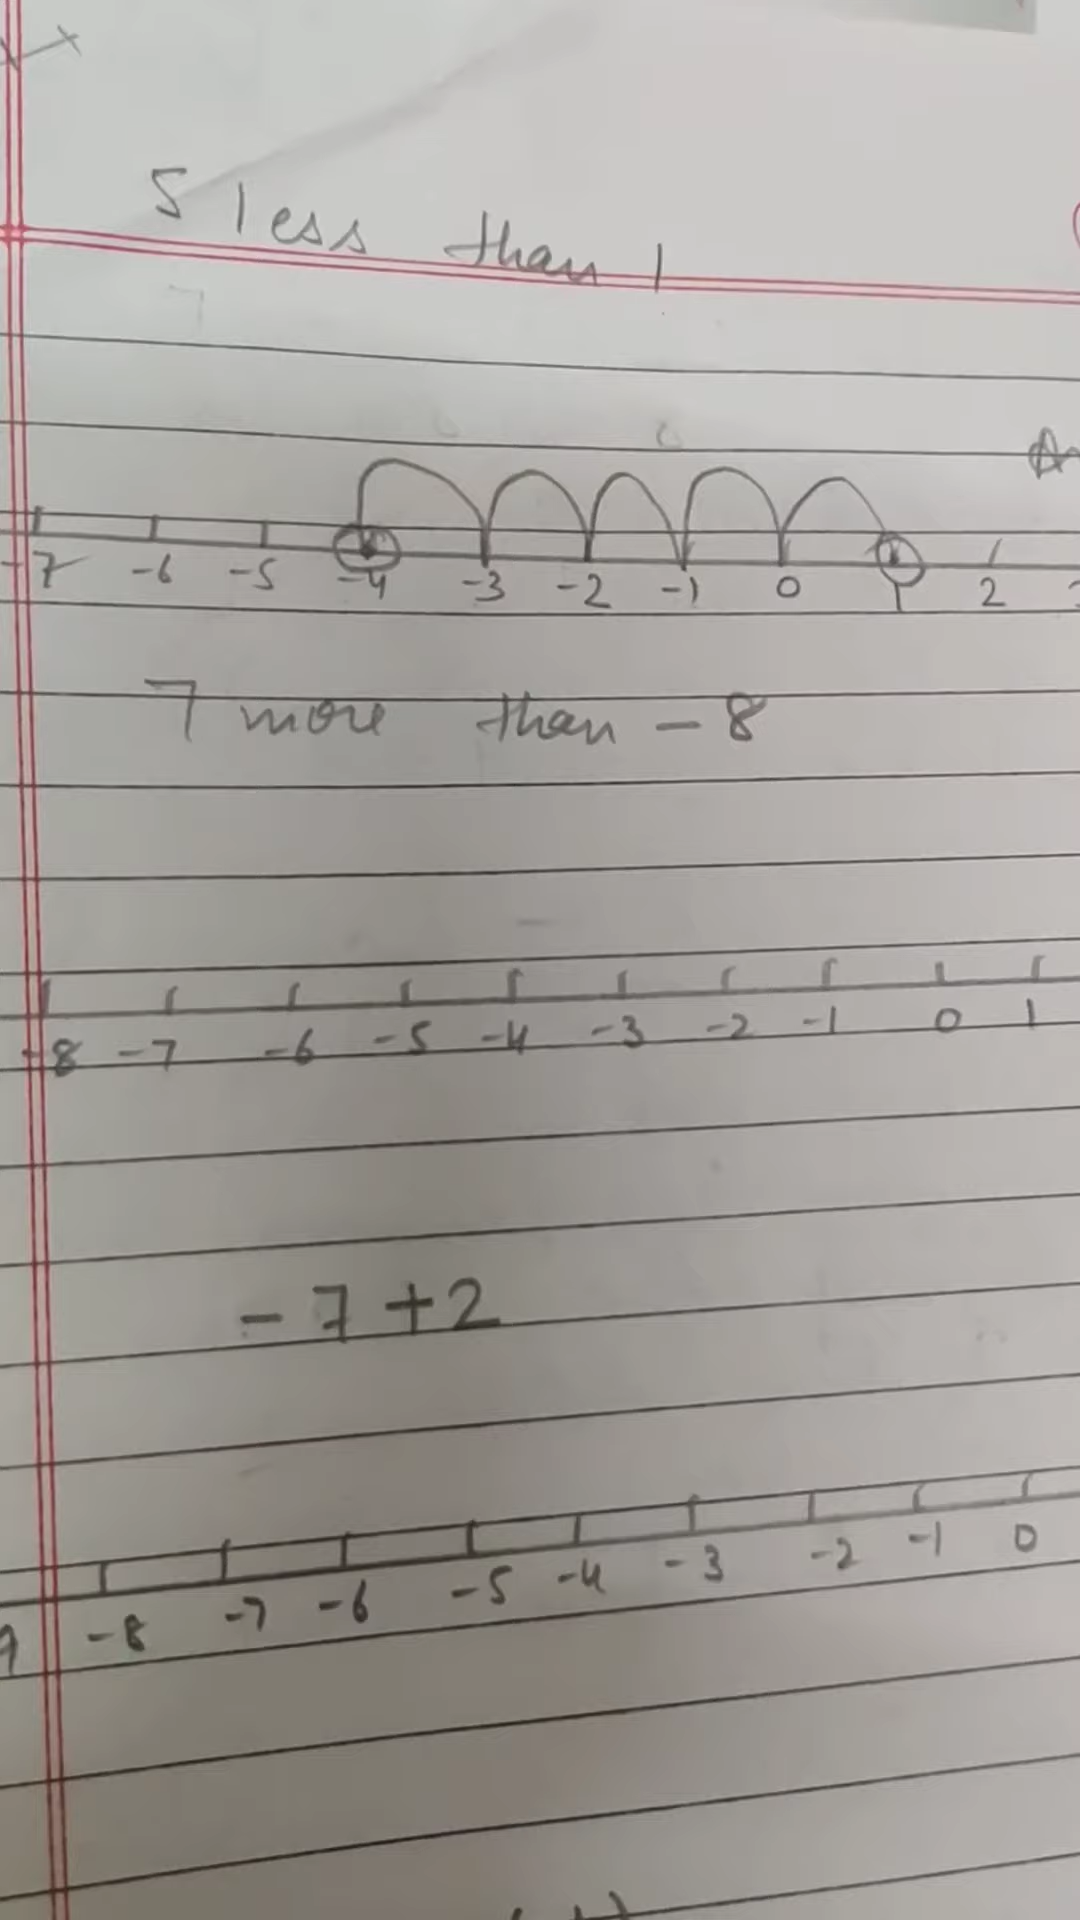 5 less than 1
-7 -6 -5 -4 -3 -2 -1 0 1 2
7 more than -8
-8 -7 -6 -5 -4 -3 -2 -1 0 1
-7+2
-8 -7 -6 -5 -4 -3 -2 -1 0